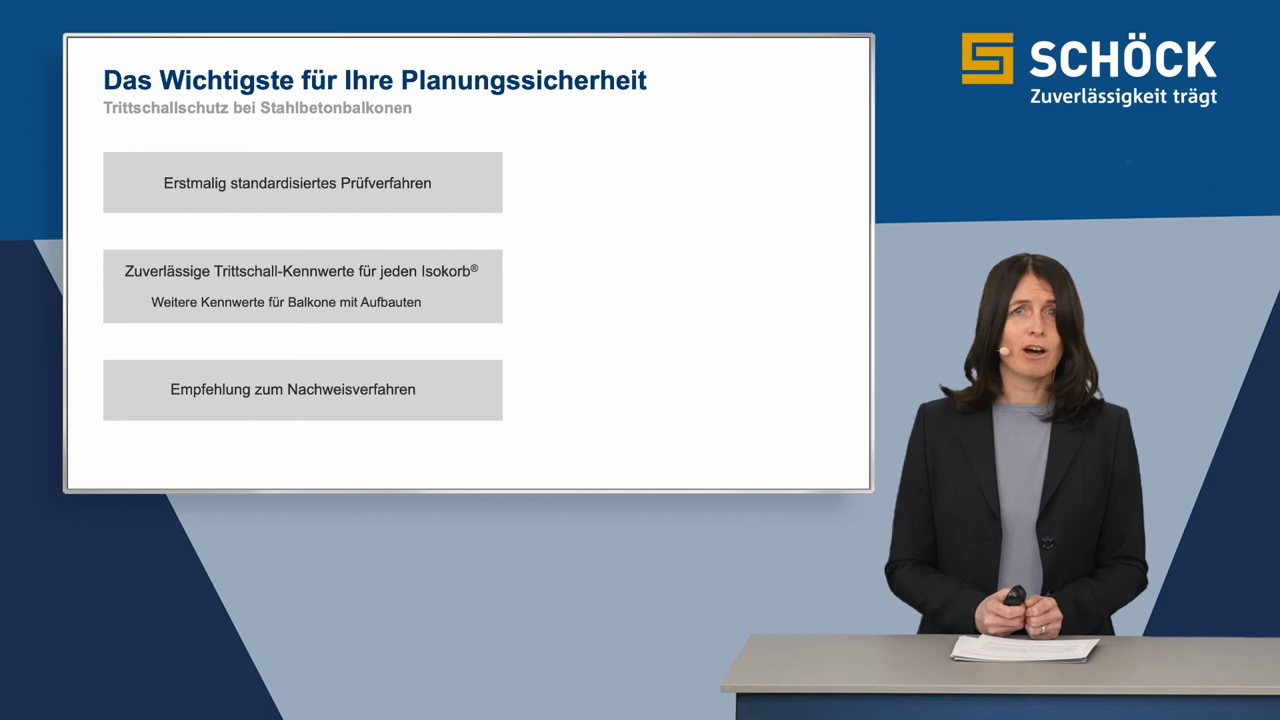 Das Wichtigste für Ihre Planungssicherheit
Trittschallschutz bei Stahlbetonbalkonen
Erstmalig standardisiertes Prüfverfahren
Zuverlässige Trittschall-Kennwerte für jeden Isokorb®
Weitere Kennwerte für Balkone mit Aufbauten
Empfehlung zum Nachweisverfahren
SCHÖCK
Zuverlässigkeit trägt